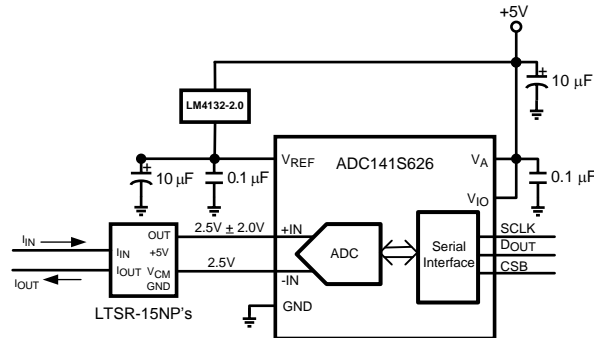 +5V
+
10 µF
LM4132-2.0
VREF
ADC141S626
VA
+
10 µF
0.1 µF
0.1 µF
VIO
IIN
OUT
2.5V ± 2.0V
+IN
SCLK
IIN
+5V
ADC
Serial
Interface
DOUT
IOUT
VCM
2.5V
-IN
CSB
IOUT
GND
GND
LTSR-15NP's